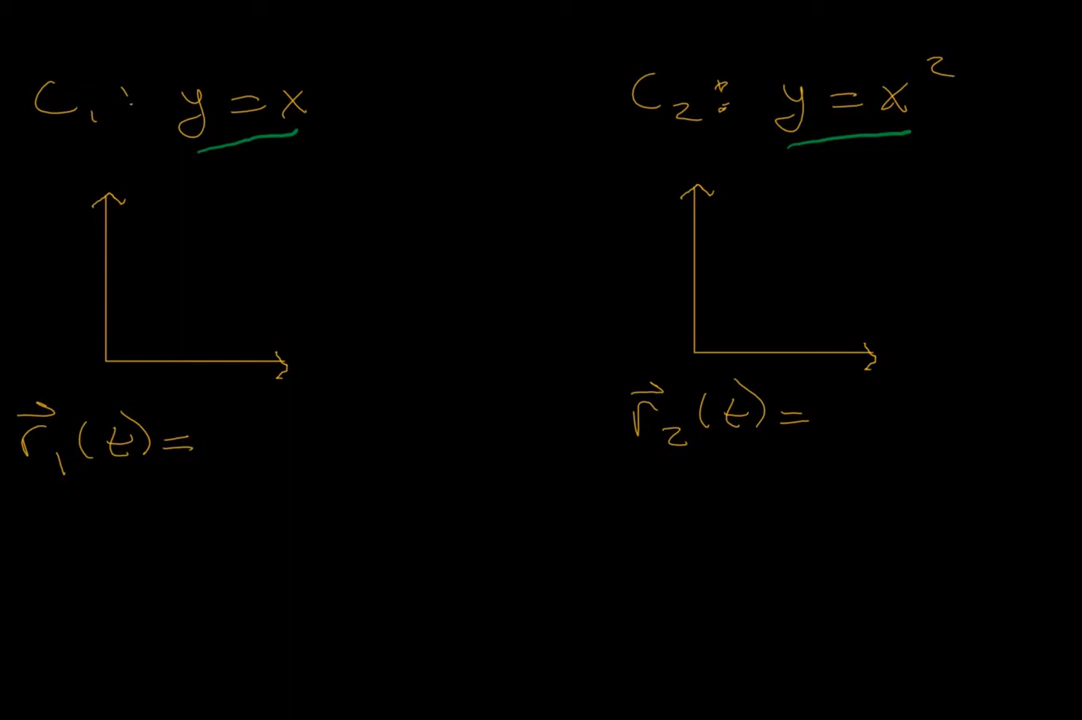 C₁: y = x
C₂: y = x²
r⃗₁(t) =
r⃗₂(t) =